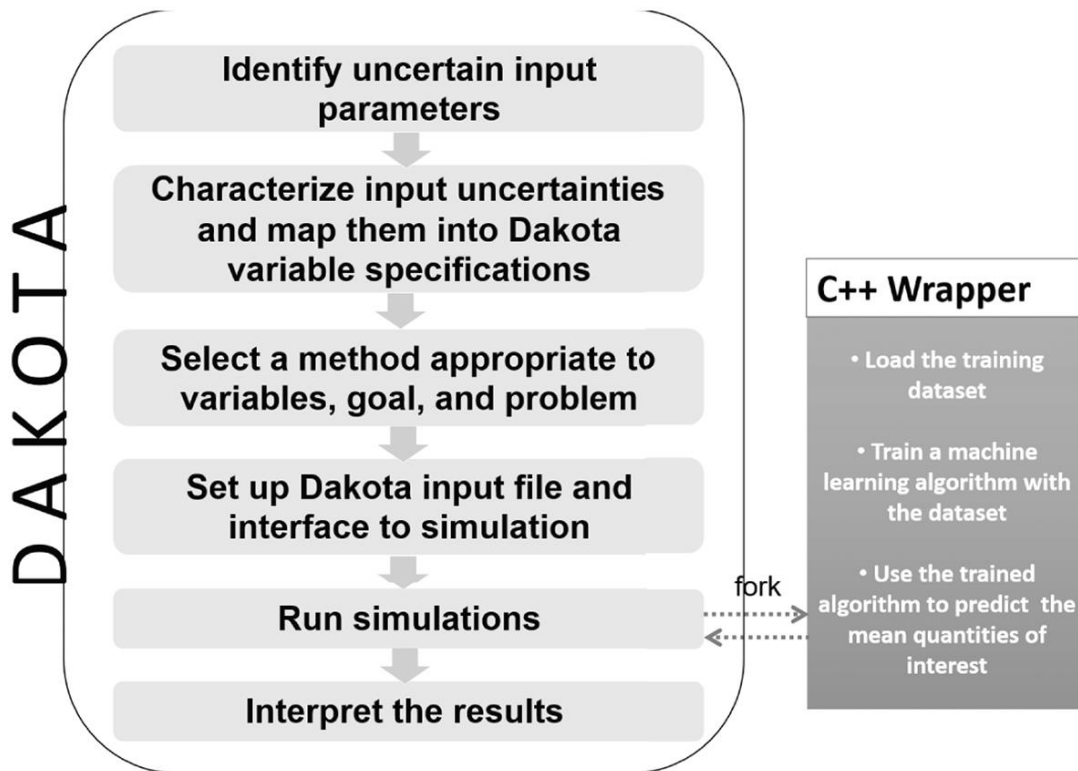 DAKOTA
Identify uncertain input
parameters
Characterize input uncertainties
and map them into Dakota
variable specifications
Select a method appropriate to
variables, goal, and problem
Set up Dakota input file and
interface to simulation
Run simulations
Interpret the results
fork
C++ Wrapper
• Load the training
dataset
• Train a machine
learning algorithm with
the dataset
• Use the trained
algorithm to predict the
mean quantities of
interest